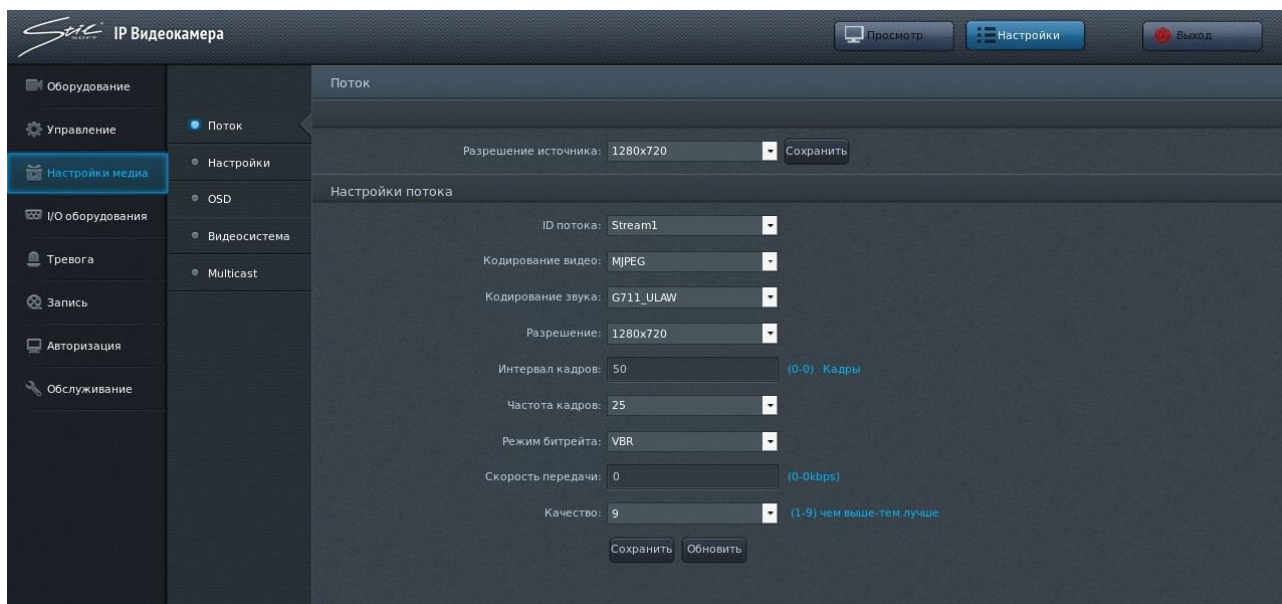 Stil SOFT IP Видеокамера
Просмотр
Настройки
Выход
Оборудование
Управление
Настройки медиа
I/O оборудования
Тревога
Запись
Авторизация
Обслуживание
Поток
Настройки
OSD
Видеосистема
Multicast
Поток
Разрешение источника: 1280x720 Сохранить
Настройки потока
ID потока: Stream1
Кодирование видео: MJPEG
Кодирование звука: G711_ULAW
Разрешение: 1280x720
Интервал кадров: 50 (0-0) Кадры
Частота кадров: 25
Режим битрейта: VBR
Скорость передачи: 0 (0-0kbps)
Качество: 9 (1-9) чем выше-тем лучше
Сохранить Обновить